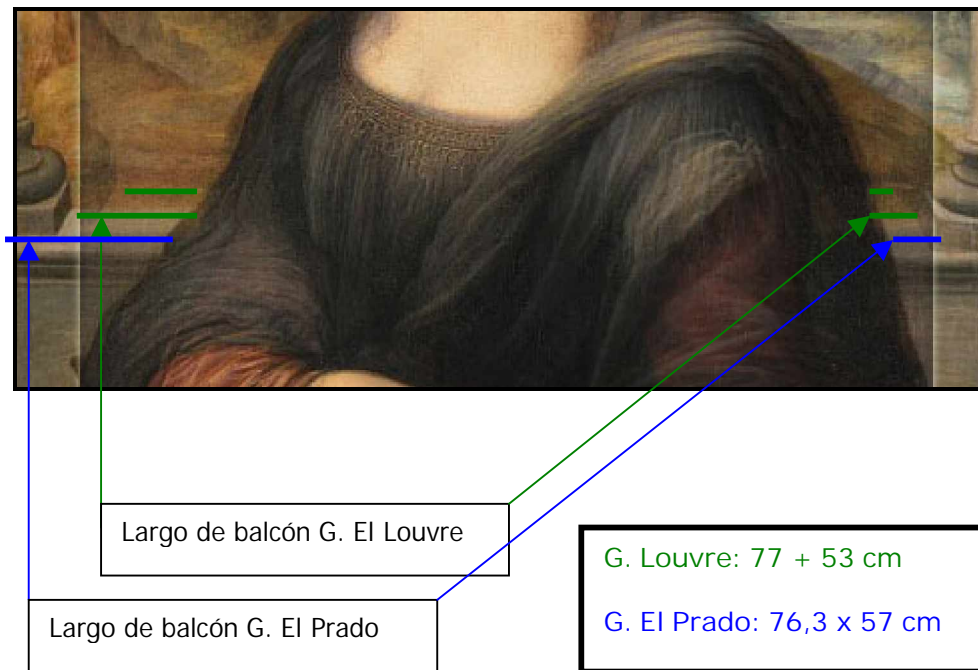 Largo de balcón G. El Louvre
G. Louvre: 77 + 53 cm
G. El Prado: 76,3 x 57 cm
Largo de balcón G. El Prado